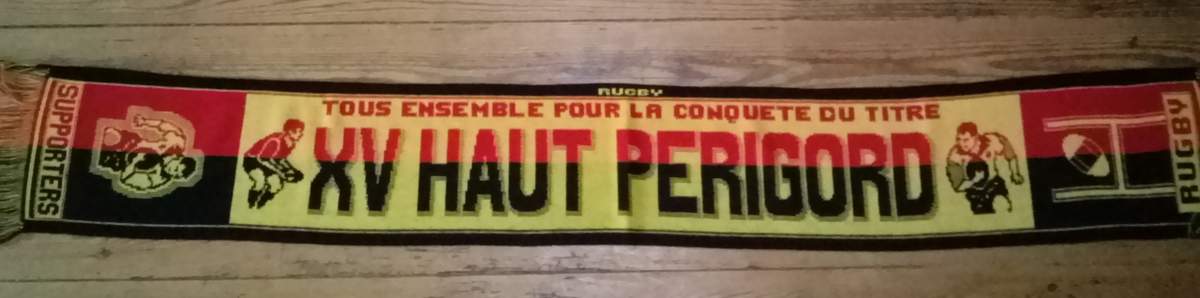 SUPPORTERS
RUGBY
TOUS ENSEMBLE POUR LA CONQUETE DU TITRE
XV HAUT PERIGORD
RUGBY